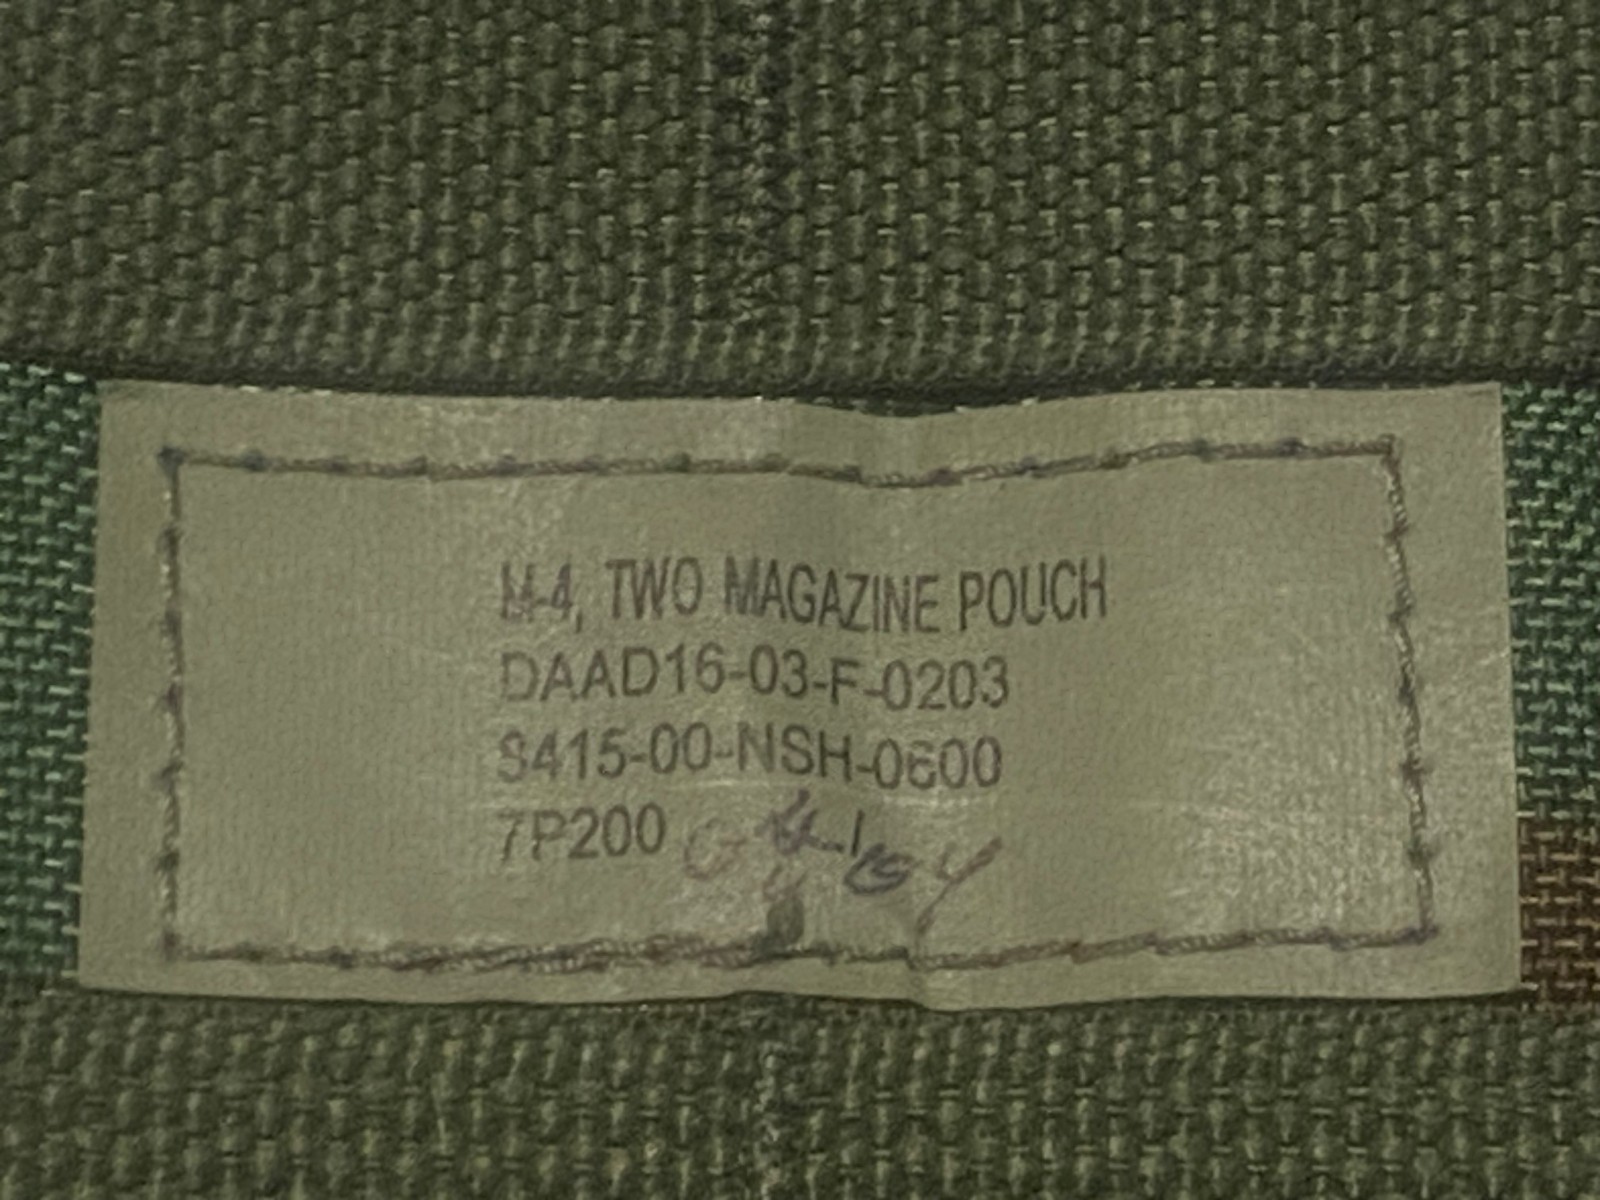 M-4, TWO MAGAZINE POUCH
DAAD16-03-F-0203
8415-00-NSH-0600
7P200